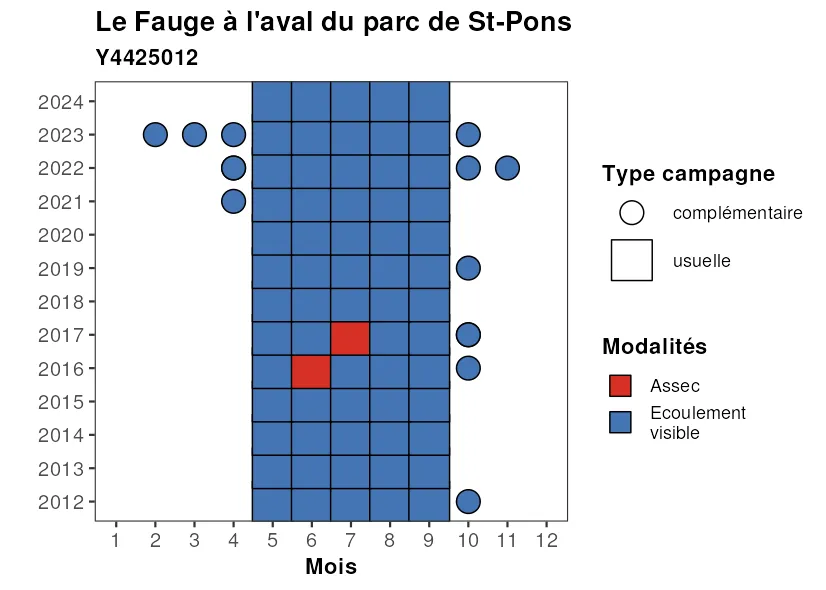 Le Fauge à l'aval du parc de St-Pons
Y4425012
2024
2023
2022
2021
2020
2019
2018
2017
2016
2015
2014
2013
2012
1 2 3 4 5 6 7 8 9 10 11 12
Mois
Type campagne
complémentaire
usuelle
Modalités
Assec
Ecoulement
visible